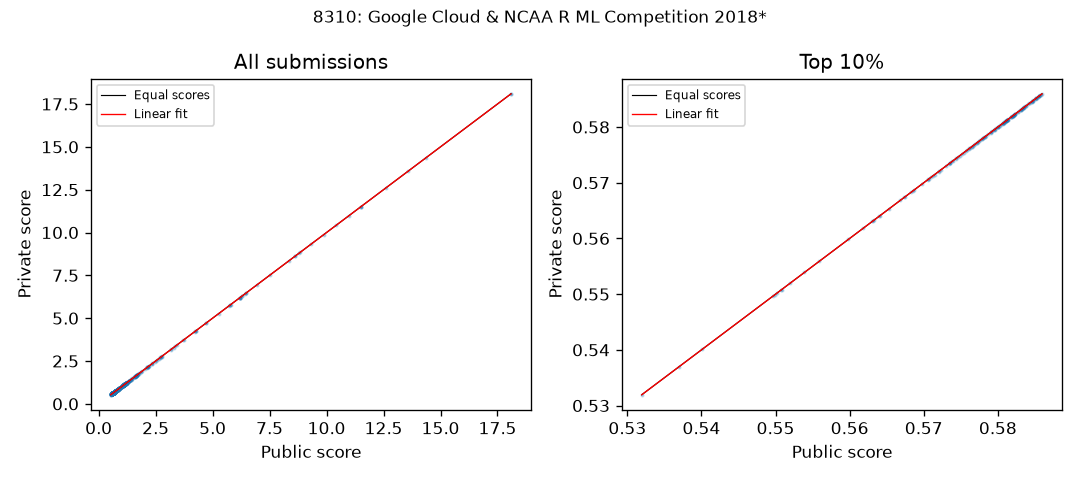 8310: Google Cloud & NCAA R ML Competition 2018*
All submissions
Equal scores
Linear fit
17.5
15.0
12.5
10.0
7.5
5.0
2.5
0.0
Private score
0.0 2.5 5.0 7.5 10.0 12.5 15.0 17.5
Public score
Top 10%
Equal scores
Linear fit
0.58
0.57
0.56
0.55
0.54
0.53
Private score
0.53 0.54 0.55 0.56 0.57 0.58
Public score